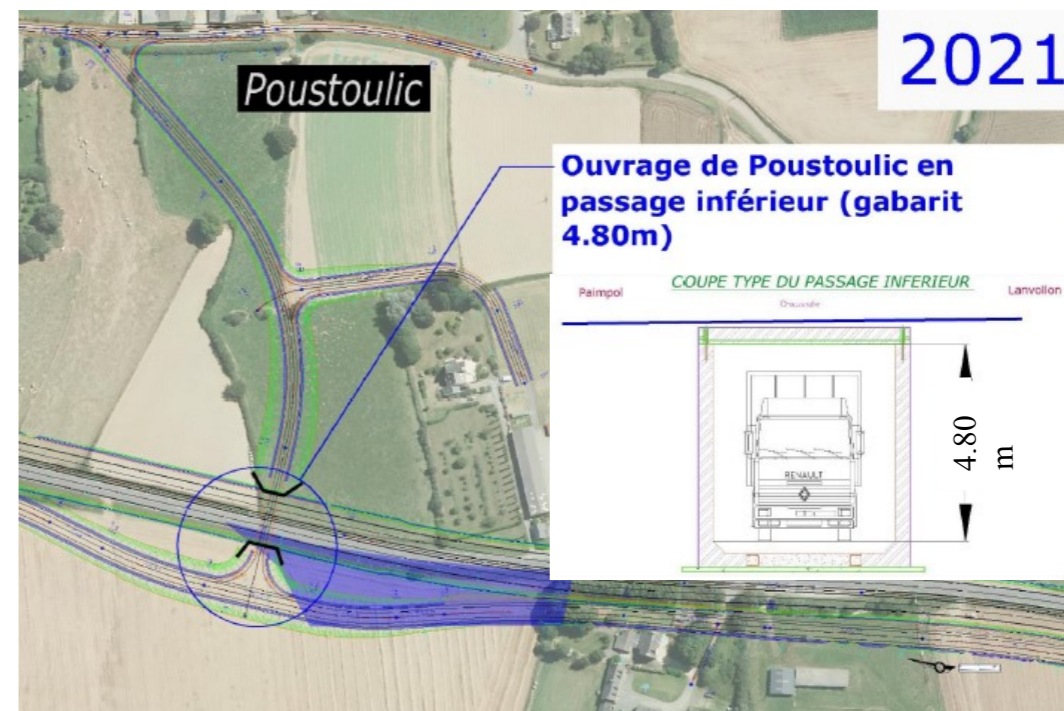 2021
Poustoulic
Ouvrage de Poustoulic en
passage inférieur (gabarit
4.80m)
COUPE TYPE DU PASSAGE INFERIEUR
Paimpol
Lanvollon
Chaussée
4.80
m
RENAULT